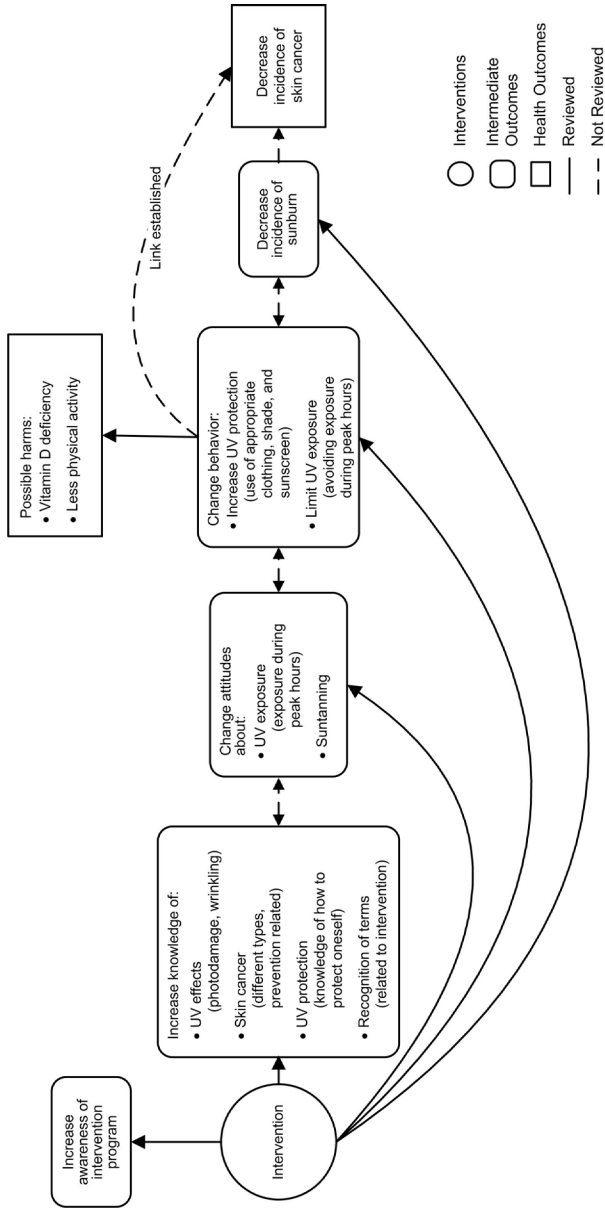 Increase
awareness of
intervention
program
Intervention
Increase knowledge of:
• UV effects
(photodamage, wrinkling)
• Skin cancer
(different types,
prevention related)
• UV protection
(knowledge of how to
protect oneself)
• Recognition of terms
(related to intervention)
Change attitudes
about:
• UV exposure
(exposure during
peak hours)
• Suntanning
Possible harms:
• Vitamin D deficiency
• Less physical activity
Change behavior:
• Increase UV protection
(use of appropriate
clothing, shade, and
sunscreen)
• Limit UV exposure
(avoiding exposure
during peak hours)
Link established
Decrease
incidence of
sunburn
Decrease
incidence of
skin cancer
Interventions
Intermediate
Outcomes
Health Outcomes
Reviewed
Not Reviewed